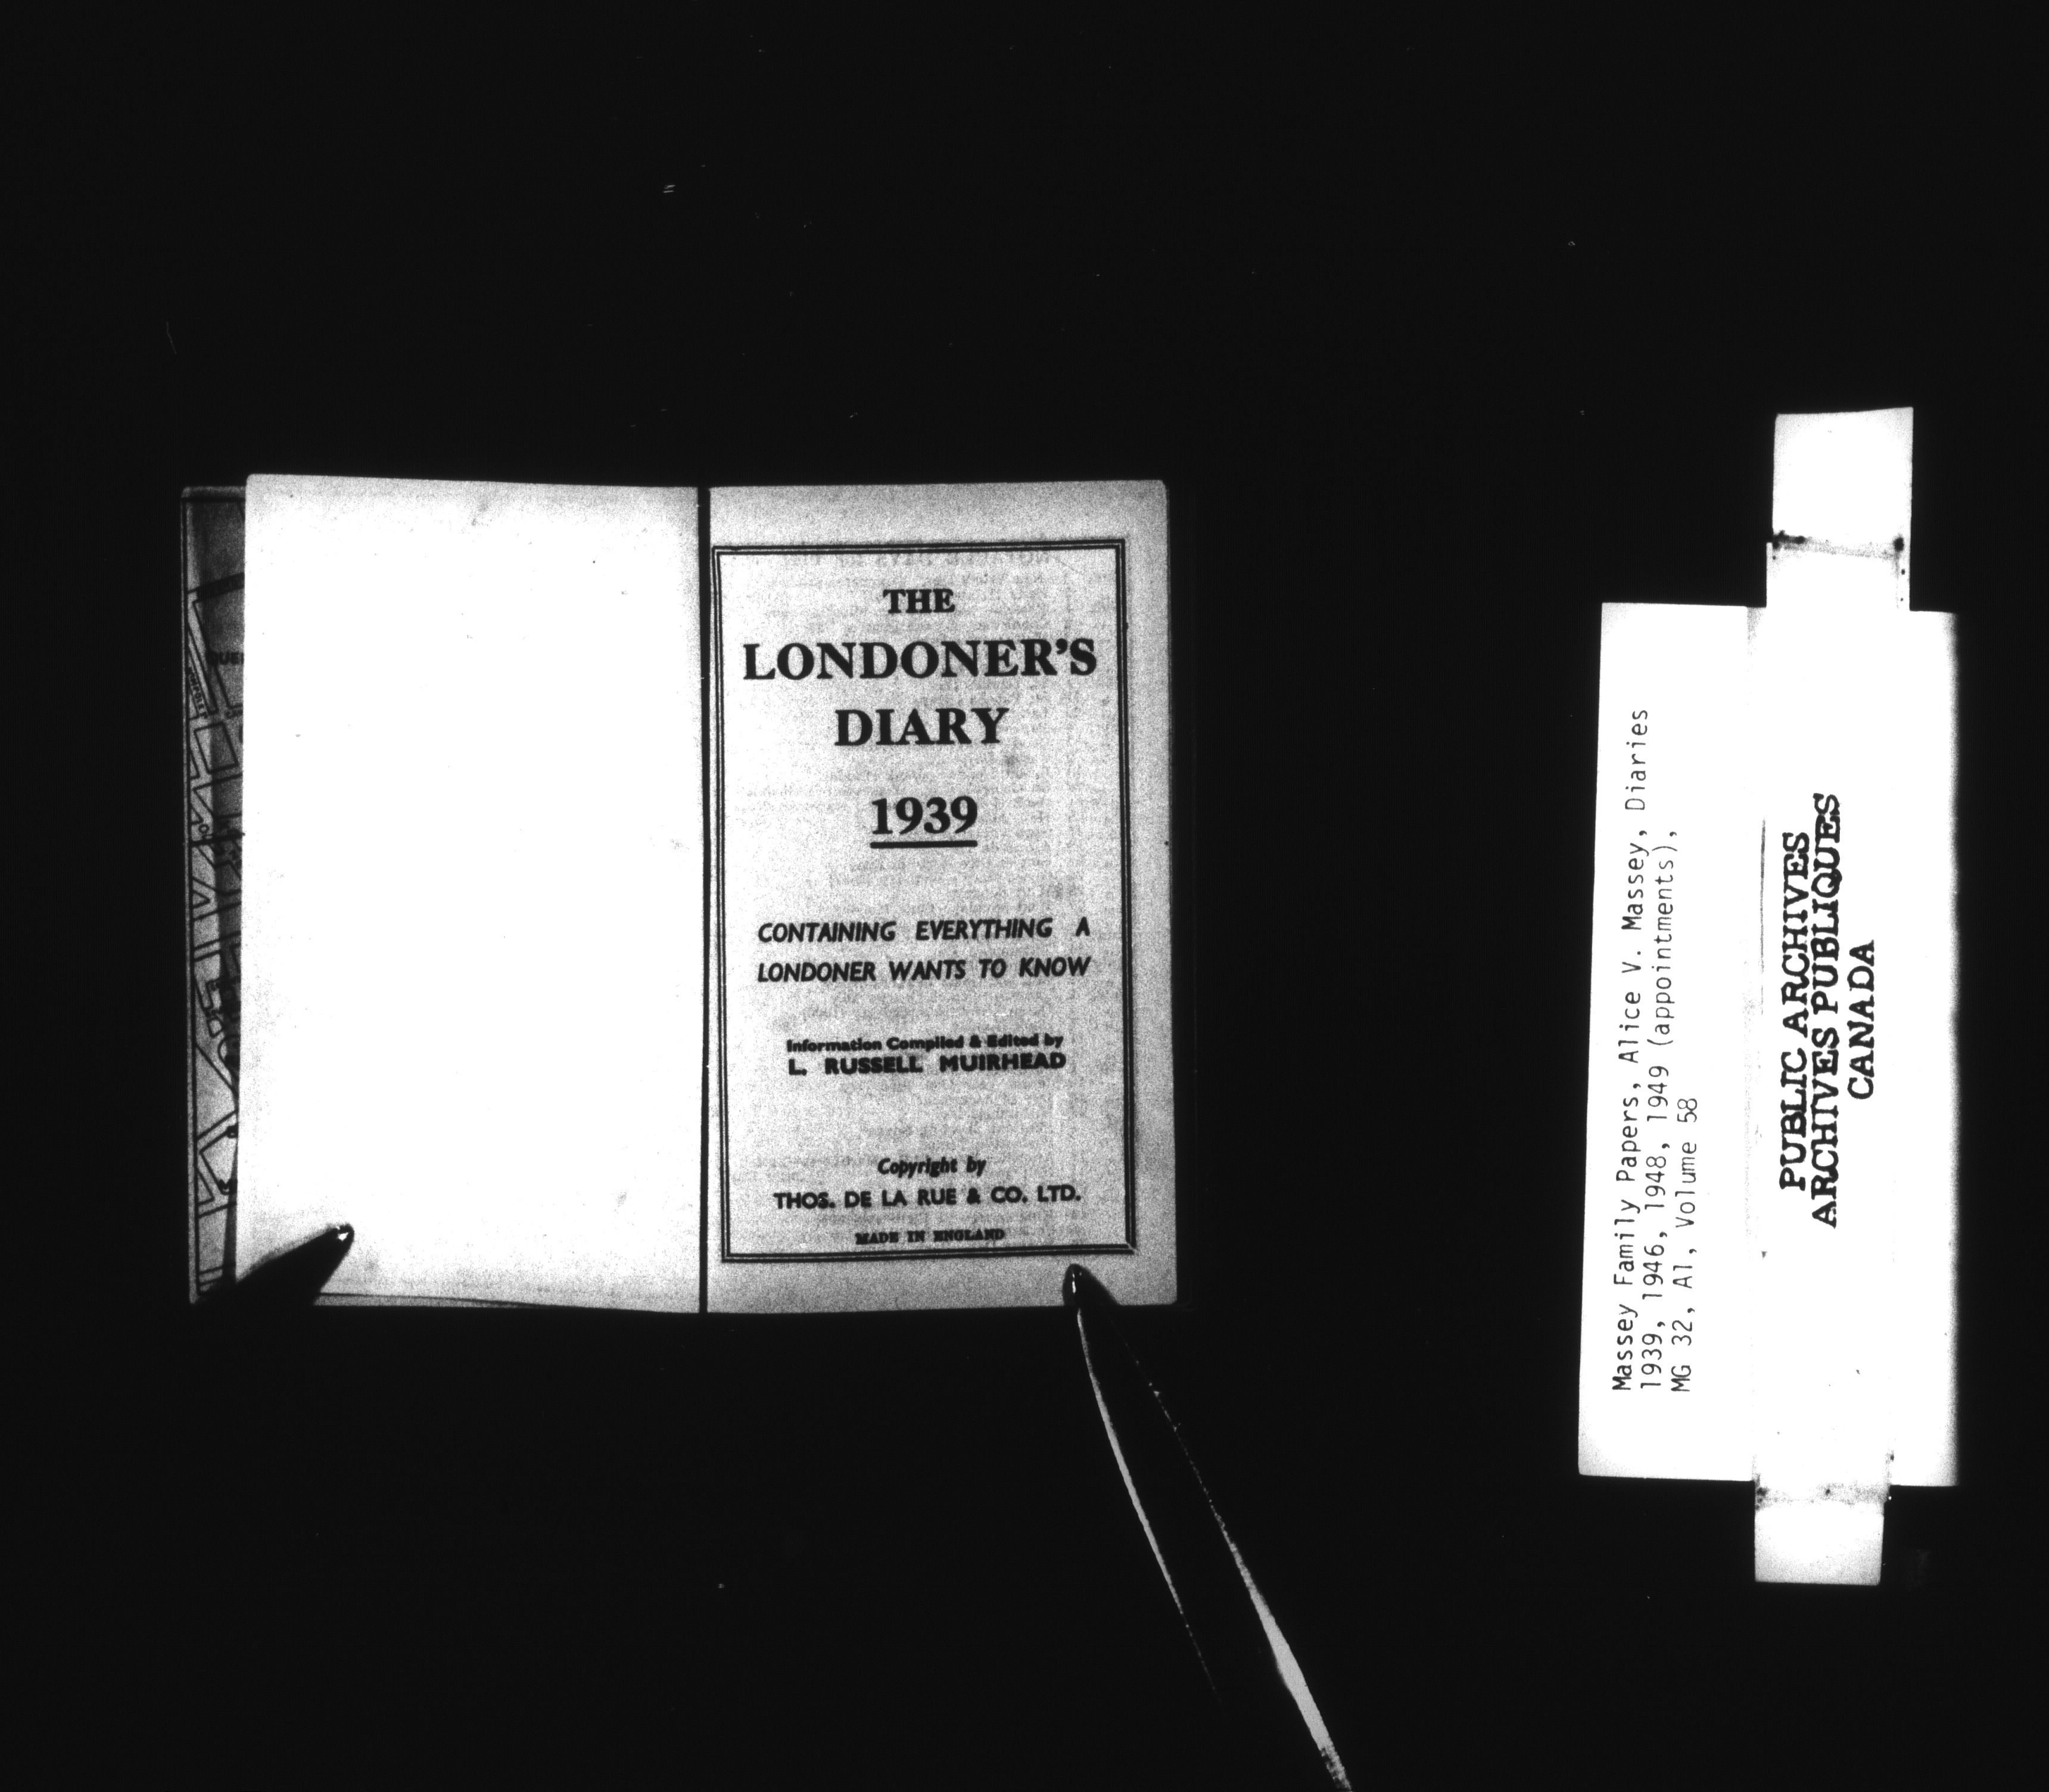 THE
LONDONER'S
DIARY
1939
CONTAINING EVERYTHING A
LONDONER WANTS TO KNOW
Information Compiled & Edited by
L. RUSSELL MUIRHEAD
Copyright by
THOS. DE LA RUE & CO. LTD.
MADE IN ENGLAND
Massey Family Papers, Alice V. Massey, Diaries
1939, 1946, 1948, 1949 (appointments),
MG 32, A1, Volume 58
PUBLIC ARCHIVES
ARCHIVES PUBLIQUES
CANADA